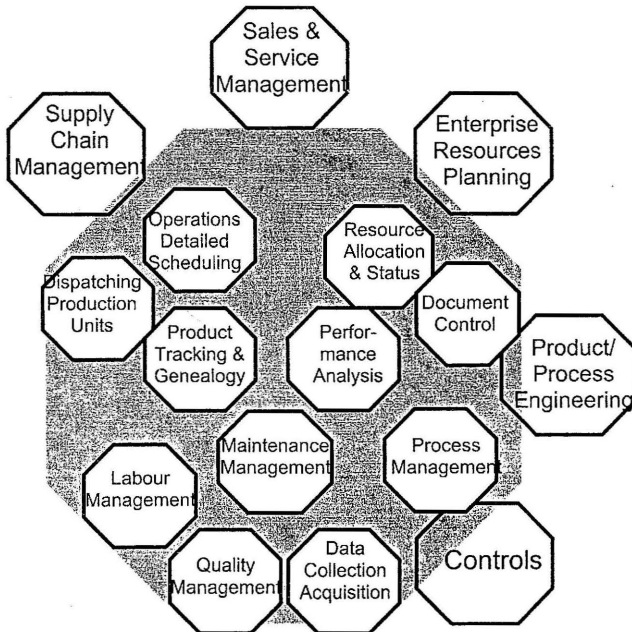 Sales &
Service
Management
Supply
Chain
Management
Enterprise
Resources
Planning
Operations
Detailed
Scheduling
Resource
Allocation
& Status
Dispatching
Production
Units
Document
Control
Product
Tracking &
Genealogy
Perfor-
mance
Analysis
Product/
Process
Engineering
Maintenance
Management
Process
Management
Labour
Management
Quality
Management
Data
Collection
Acquisition
Controls